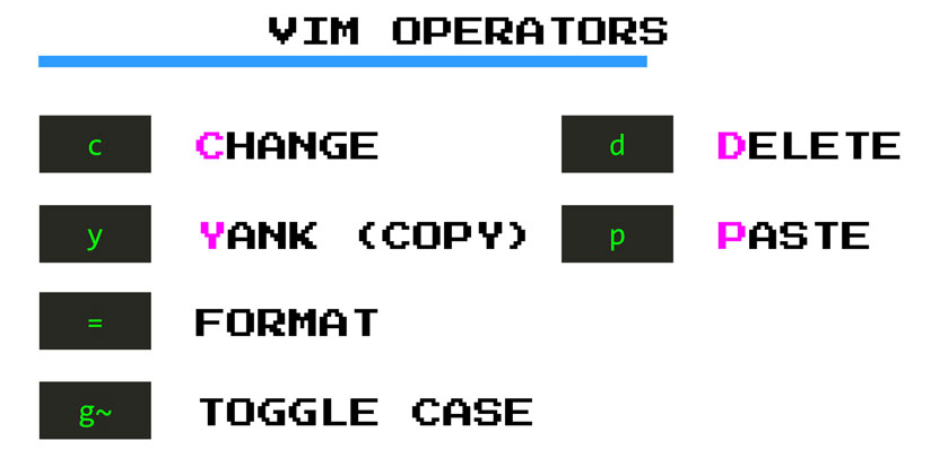 VIM OPERATORS
c CHANGE d DELETE
y YANK (COPY) p PASTE
= FORMAT
g~ TOGGLE CASE